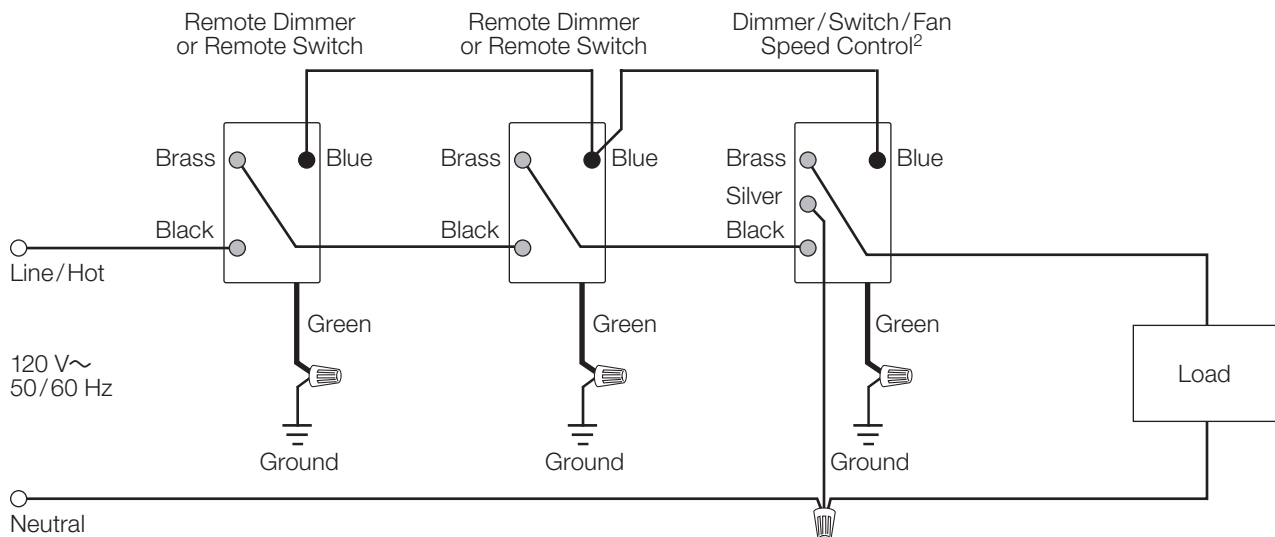 Remote Dimmer
or Remote Switch
Remote Dimmer
or Remote Switch
Dimmer/Switch/Fan
Speed Control²
Brass
Blue
Brass
Blue
Brass
Blue
Silver
Black
Black
Black
Line/Hot
Green
Green
Green
120 V~
50/60 Hz
Load
Ground
Ground
Ground
Neutral